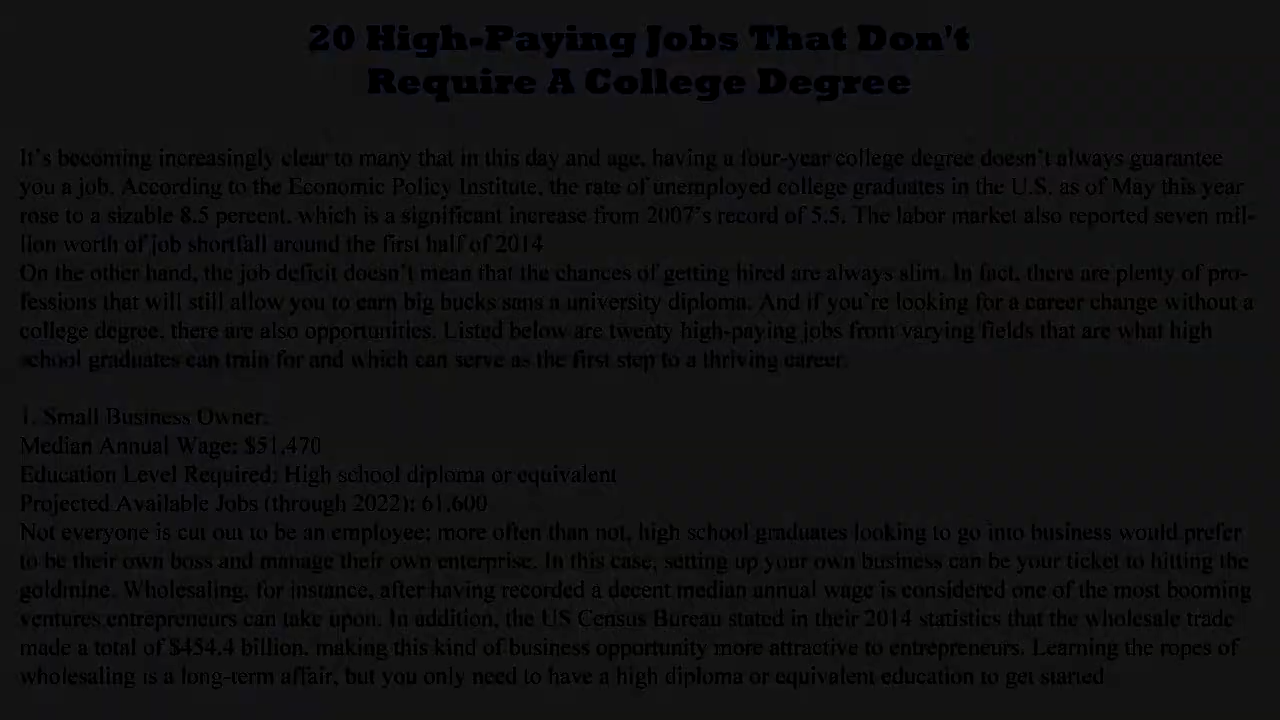 20 High-Paying Jobs That Don't
Require A College Degree
It's becoming increasingly clear to many that in this day and age, having a four-year college degree doesn't always guarantee
you a job. According to the Economic Policy Institute, the rate of unemployed college graduates in the U.S. as of May this year
rose to a sizable 8.5 percent, which is a significant increase from 2007's record of 5.5. The labor market also reported seven mil-
lion worth of job shortfall around the first half of 2014
On the other hand, the job deficit doesn't mean that the chances of getting hired are always slim. In fact, there are plenty of pro-
fessions that will still allow you to earn big bucks sans a university diploma. And if you're looking for a career change without a
college degree, there are also opportunities. Listed below are twenty high-paying jobs from varying fields that are what high
school graduates can train for and which can serve as the first step to a thriving career.
1. Small Business Owner.
Median Annual Wage: $51,470
Education Level Required: High school diploma or equivalent
Projected Available Jobs (through 2022): 61,600
Not everyone is cut out to be an employee; more often than not, high school graduates looking to go into business would prefer
to be their own boss and manage their own enterprise. In this case, setting up your own business can be your ticket to hitting the
goldmine. Wholesaling, for instance, after having recorded a decent median annual wage is considered one of the most booming
ventures entrepreneurs can take upon. In addition, the US Census Bureau stated in their 2014 statistics that the wholesale trade
made a total of $454.4 billion, making this kind of business opportunity more attractive to entrepreneurs. Learning the ropes of
wholesaling is a long-term affair, but you only need to have a high diploma or equivalent education to get started